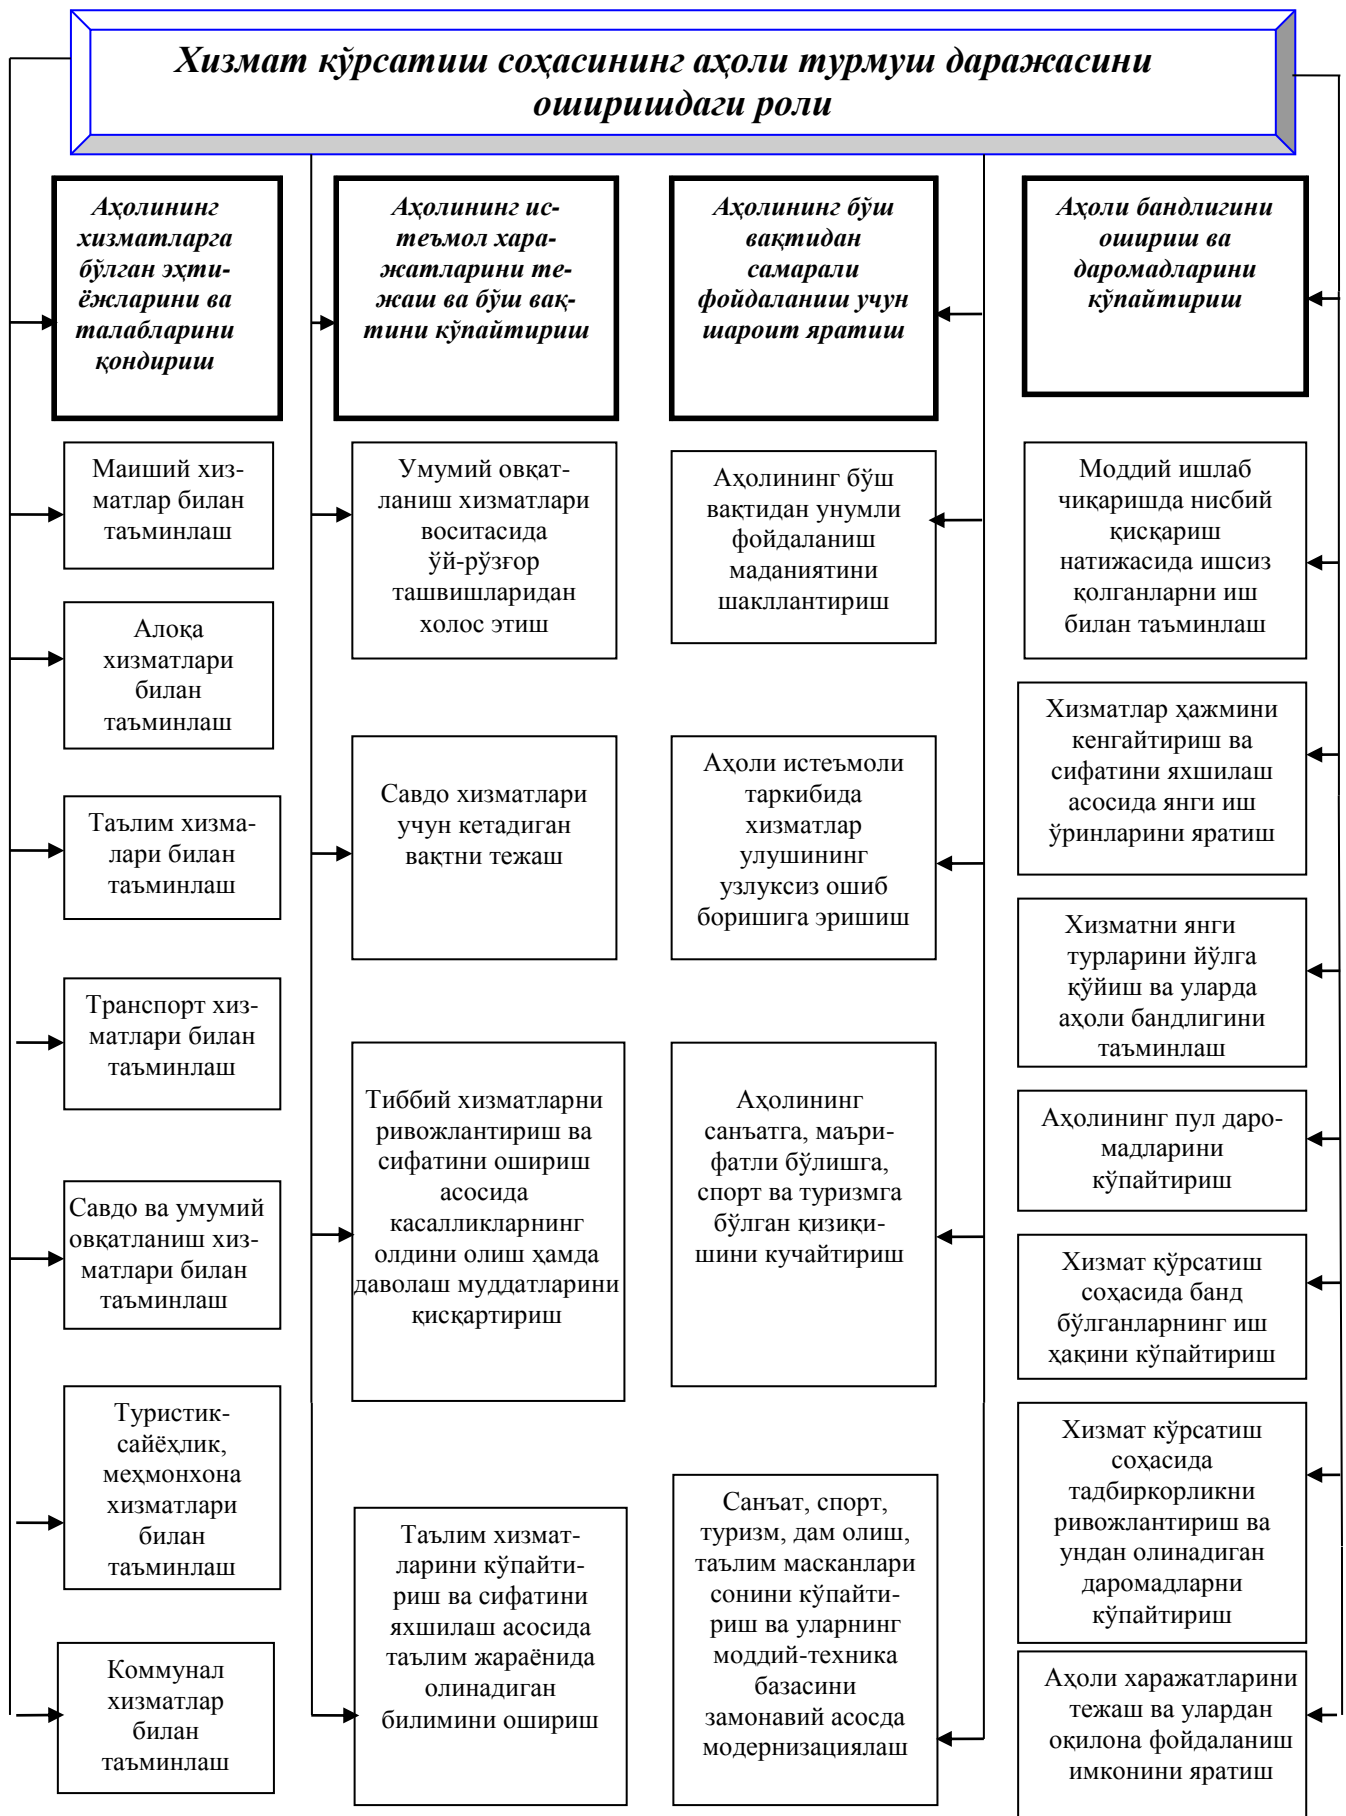 Хизмат кўрсатиш соҳасининг аҳоли турмуш даражасини
оширишдаги роли
Аҳолининг
хизматларга
бўлган эҳти-
ёжларини ва
талабларини
қондириш
Маиший хиз-
матлар билан
таъминлаш
Алоқа
хизматлари
билан
таъминлаш
Таълим хизма-
лари билан
таъминлаш
Транспорт хиз-
матлари билан
таъминлаш
Савдо ва умумий
овқатланиш хиз-
матлари билан
таъминлаш
Туристик-
сайёҳлик,
меҳмонхона
хизматлари
билан
таъминлаш
Коммунал
хизматлар
билан
таъминлаш
Аҳолининг ис-
теъмол хара-
жатларини те-
жаш ва бўш вақ-
тини кўпайтириш
Умумий овқат-
ланиш хизматлари
воситасида
ўй-рўзғор
ташвишларидан
холос этиш
Савдо хизматлари
учун кетадиган
вақтни тежаш
Тиббий хизматларни
ривожлантириш ва
сифатини ошириш
асосида
касалликларнинг
олдини олиш ҳамда
даволаш муддатларини
қисқартириш
Таълим хизмат-
ларини кўпайти-
риш ва сифатини
яхшилаш асосида
таълим жараёнида
олинадиган
билимини ошириш
Аҳолининг бўш
вақтидан
самарали
фойдаланиш учун
шароит яратиш
Аҳолининг бўш
вақтидан унумли
фойдаланиш
маданиятини
шакллантириш
Аҳоли истеъмоли
таркибида
хизматлар
улушининг
узлуксиз ошиб
боришига эришиш
Аҳолининг
санъатга, маъри-
фатли бўлишга,
спорт ва туризмга
бўлган қизиқи-
шини кучайтириш
Санъат, спорт,
туризм, дам олиш,
таълим масканлари
сонини кўпайти-
риш ва уларнинг
моддий-техника
базасини
замонавий асосда
модернизациялаш
Аҳоли бандлигини
ошириш ва
даромадларини
кўпайтириш
Моддий ишлаб
чиқаришда нисбий
қисқариш
натижасида ишсиз
қолганларни иш
билан таъминлаш
Хизматлар ҳажмини
кенгайтириш ва
сифатини яхшилаш
асосида янги иш
ўринларини яратиш
Хизматни янги
турларини йўлга
қўйиш ва уларда
аҳоли бандлигини
таъминлаш
Аҳолининг пул даро-
мадларини
кўпайтириш
Хизмат қўрсатиш
соҳасида банд
бўлганларнинг иш
ҳақини кўпайтириш
Хизмат кўрсатиш
соҳасида
тадбиркорликни
ривожлантириш ва
ундан олинадиган
даромадларни
кўпайтириш
Аҳоли харажатларини
тежаш ва улардан
оқилона фойдаланиш
имконини яратиш